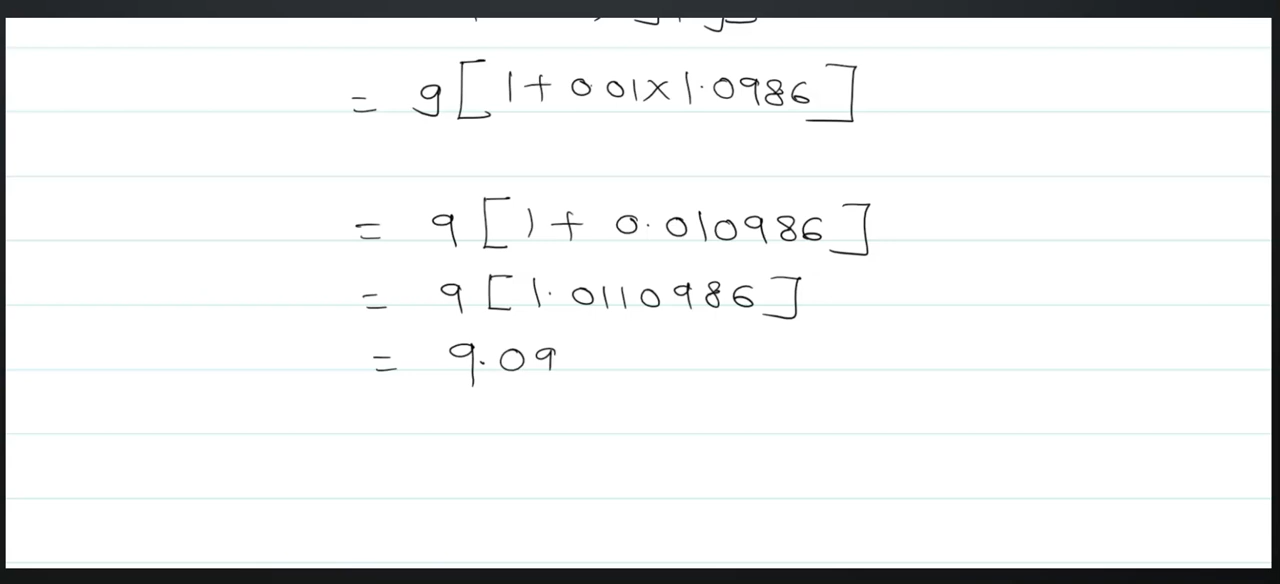 = 9[1+0.01×1.0986]
= 9[1+0.010986]
= 9[1.0110986]
= 9.09